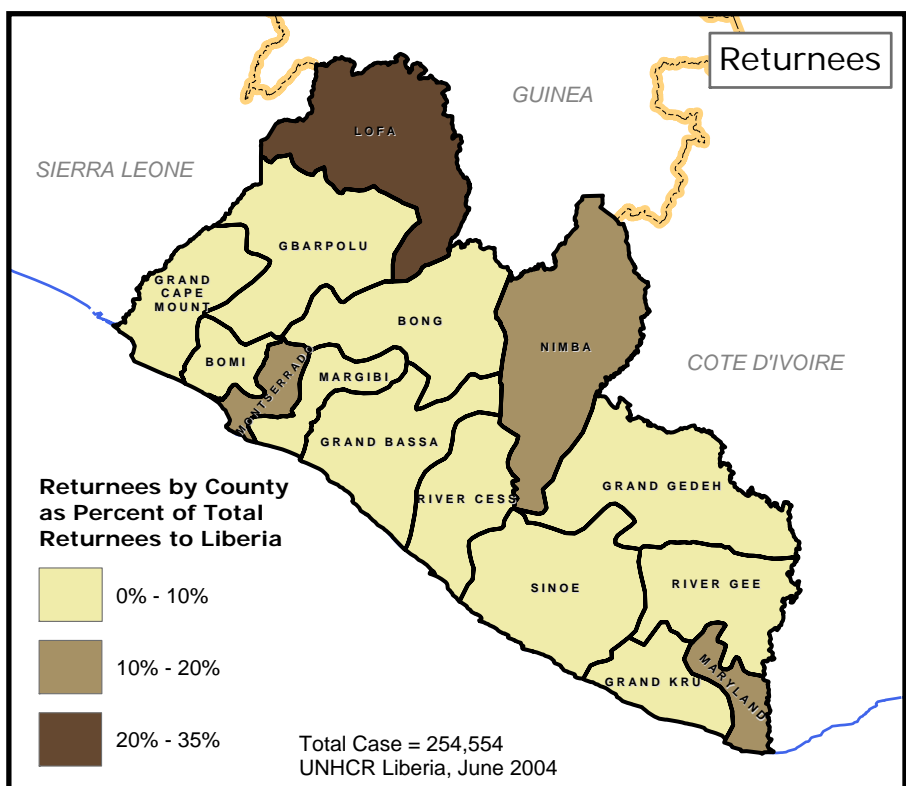 Returnees
GUINEA
LOFA
SIERRA LEONE
GBARPOLU
GRAND
CAPE
MOUNT
BONG
NIMBA
COTE D'IVOIRE
BOMI
MONTSERRADO
MARGIBI
GRAND BASSA
RIVER CESS
GRAND GEDEH
SINOE
RIVER GEE
GRAND KRU
MARYLAND
Returnees by County
as Percent of Total
Returnees to Liberia
0% - 10%
10% - 20%
20% - 35%
Total Case = 254,554
UNHCR Liberia, June 2004